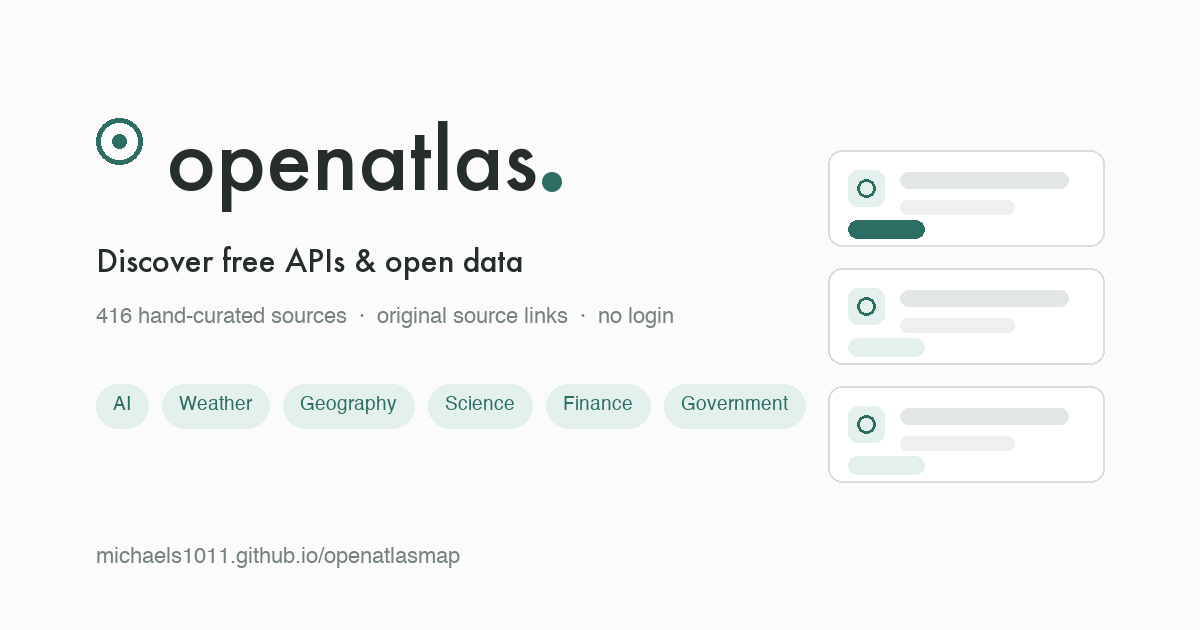 openatlas.
Discover free APIs & open data
416 hand-curated sources · original source links · no login
AI Weather Geography Science Finance Government
michaels1011.github.io/openatlasmap